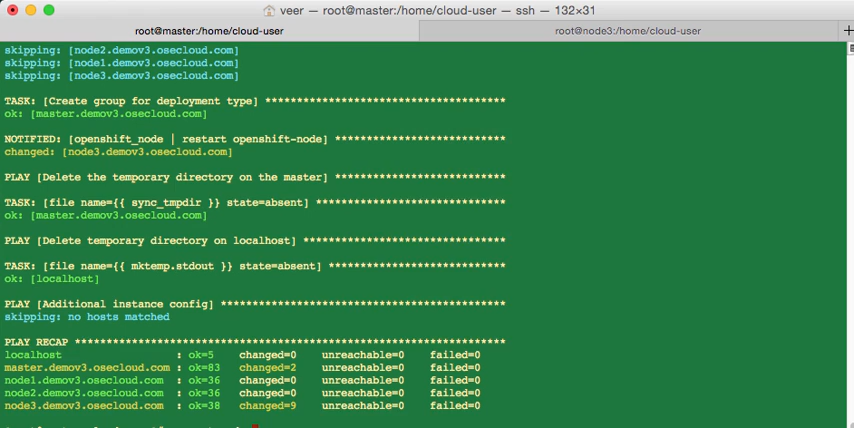 veer — root@master:/home/cloud-user — ssh — 132×31
root@master:/home/cloud-user root@node3:/home/cloud-user +
skipping: [node2.demov3.osecloud.com]
skipping: [node1.demov3.osecloud.com]
skipping: [node3.demov3.osecloud.com]
TASK: [Create group for deployment type] **************************************
ok: [master.demov3.osecloud.com]
NOTIFIED: [openshift_node | restart openshift-node] ***************************
changed: [node3.demov3.osecloud.com]
PLAY [Delete the temporary directory on the master] ***************************
TASK: [file name={{ sync_tmpdir }} state=absent] ******************************
ok: [master.demov3.osecloud.com]
PLAY [Delete temporary directory on localhost] ********************************
TASK: [file name={{ mktemp.stdout }} state=absent] ****************************
ok: [localhost]
PLAY [Additional instance config] *********************************************
skipping: no hosts matched
PLAY RECAP ********************************************************************
localhost : ok=5 changed=0 unreachable=0 failed=0
master.demov3.osecloud.com : ok=83 changed=2 unreachable=0 failed=0
node1.demov3.osecloud.com : ok=36 changed=0 unreachable=0 failed=0
node2.demov3.osecloud.com : ok=36 changed=0 unreachable=0 failed=0
node3.demov3.osecloud.com : ok=38 changed=9 unreachable=0 failed=0